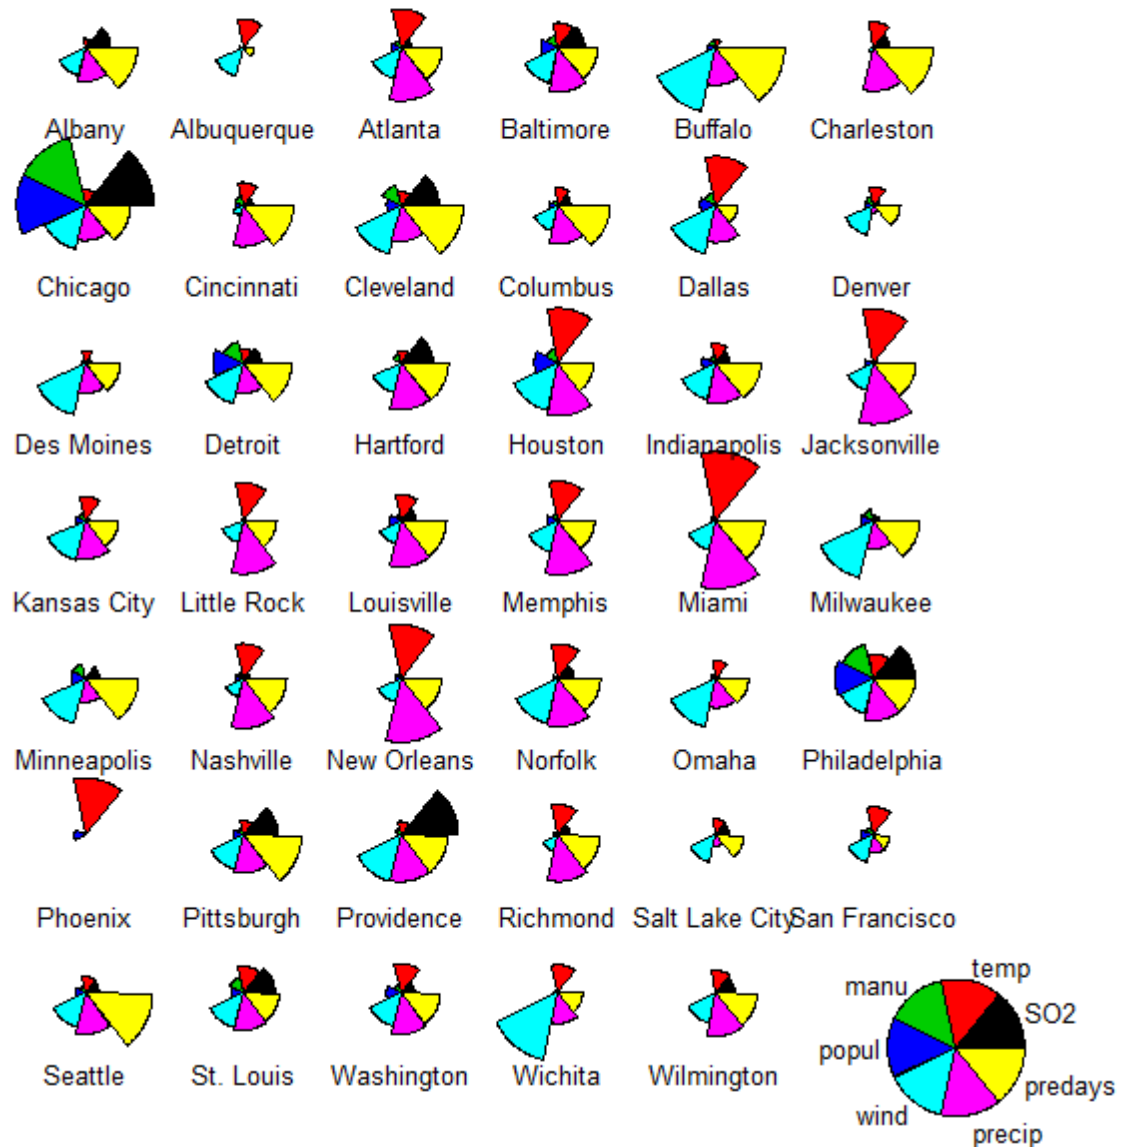 Albany Albuquerque Atlanta Baltimore Buffalo Charleston
Chicago Cincinnati Cleveland Columbus Dallas Denver
Des Moines Detroit Hartford Houston Indianapolis Jacksonville
Kansas City Little Rock Louisville Memphis Miami Milwaukee
Minneapolis Nashville New Orleans Norfolk Omaha Philadelphia
Phoenix Pittsburgh Providence Richmond Salt Lake City San Francisco
Seattle St. Louis Washington Wichita Wilmington
temp
manu
SO2
popul
predays
wind
precip